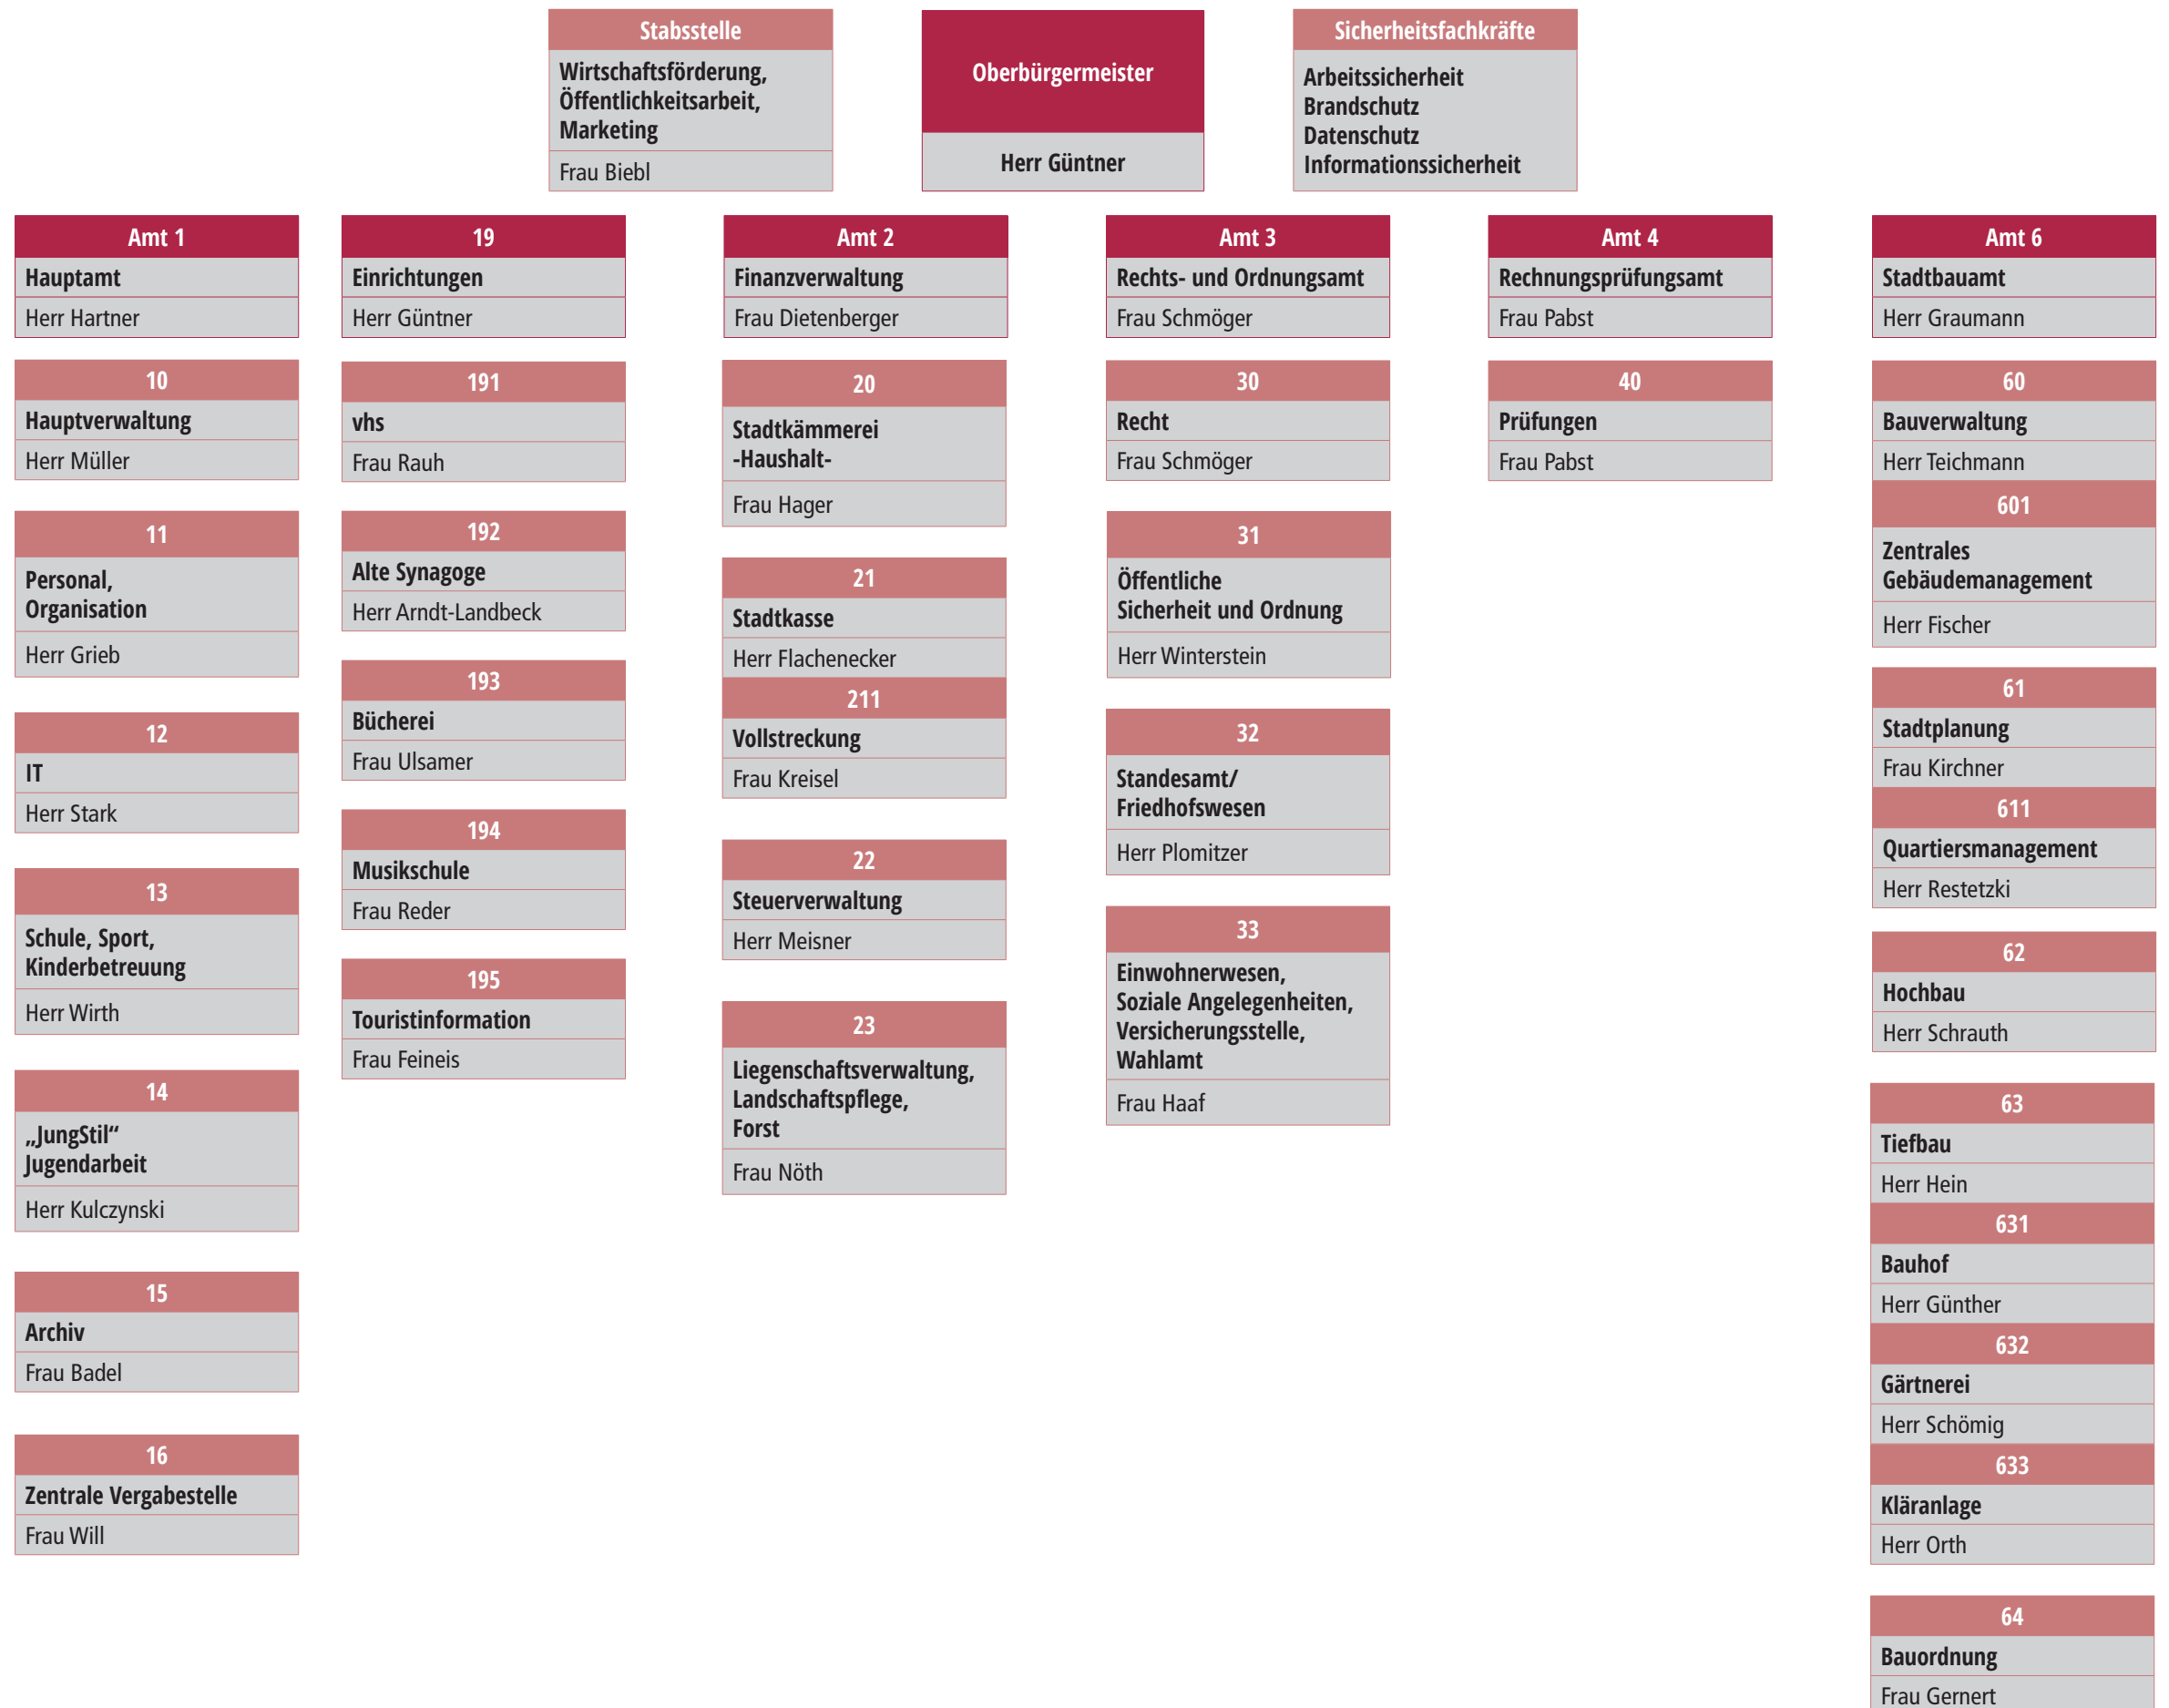 Stabsstelle
Wirtschaftsförderung,
Öffentlichkeitsarbeit,
Marketing
Frau Biebl
Oberbürgermeister
Herr Güntner
Sicherheitsfachkräfte
Arbeitssicherheit
Brandschutz
Datenschutz
Informationssicherheit
Amt 1
Hauptamt
Herr Hartner
10
Hauptverwaltung
Herr Müller
11
Personal,
Organisation
Herr Grieb
12
IT
Herr Stark
13
Schule, Sport,
Kinderbetreuung
Herr Wirth
14
„JungStil“
Jugendarbeit
Herr Kulczynski
15
Archiv
Frau Badel
16
Zentrale Vergabestelle
Frau Will
19
Einrichtungen
Herr Güntner
191
vhs
Frau Rauh
192
Alte Synagoge
Herr Arndt-Landbeck
193
Bücherei
Frau Ulsamer
194
Musikschule
Frau Reder
195
Touristinformation
Frau Feineis
Amt 2
Finanzverwaltung
Frau Dietenberger
20
Stadtkämmerei
-Haushalt-
Frau Hager
21
Stadtkasse
Herr Flachenecker
211
Vollstreckung
Frau Kreisel
22
Steuerverwaltung
Herr Meisner
23
Liegenschaftsverwaltung,
Landschaftspflege,
Forst
Frau Nöth
Amt 3
Rechts- und Ordnungsamt
Frau Schmöger
30
Recht
Frau Schmöger
31
Öffentliche
Sicherheit und Ordnung
Herr Winterstein
32
Standesamt/
Friedhofswesen
Herr Plomitzer
33
Einwohnerwesen,
Soziale Angelegenheiten,
Versicherungsstelle,
Wahlamt
Frau Haaf
Amt 4
Rechnungsprüfungsamt
Frau Pabst
40
Prüfungen
Frau Pabst
Amt 6
Stadtbauamt
Herr Graumann
60
Bauverwaltung
Herr Teichmann
601
Zentrales
Gebäudemanagement
Herr Fischer
61
Stadtplanung
Frau Kirchner
611
Quartiersmanagement
Herr Restetzki
62
Hochbau
Herr Schrauth
63
Tiefbau
Herr Hein
631
Bauhof
Herr Günther
632
Gärtnerei
Herr Schömig
633
Kläranlage
Herr Orth
64
Bauordnung
Frau Gernert